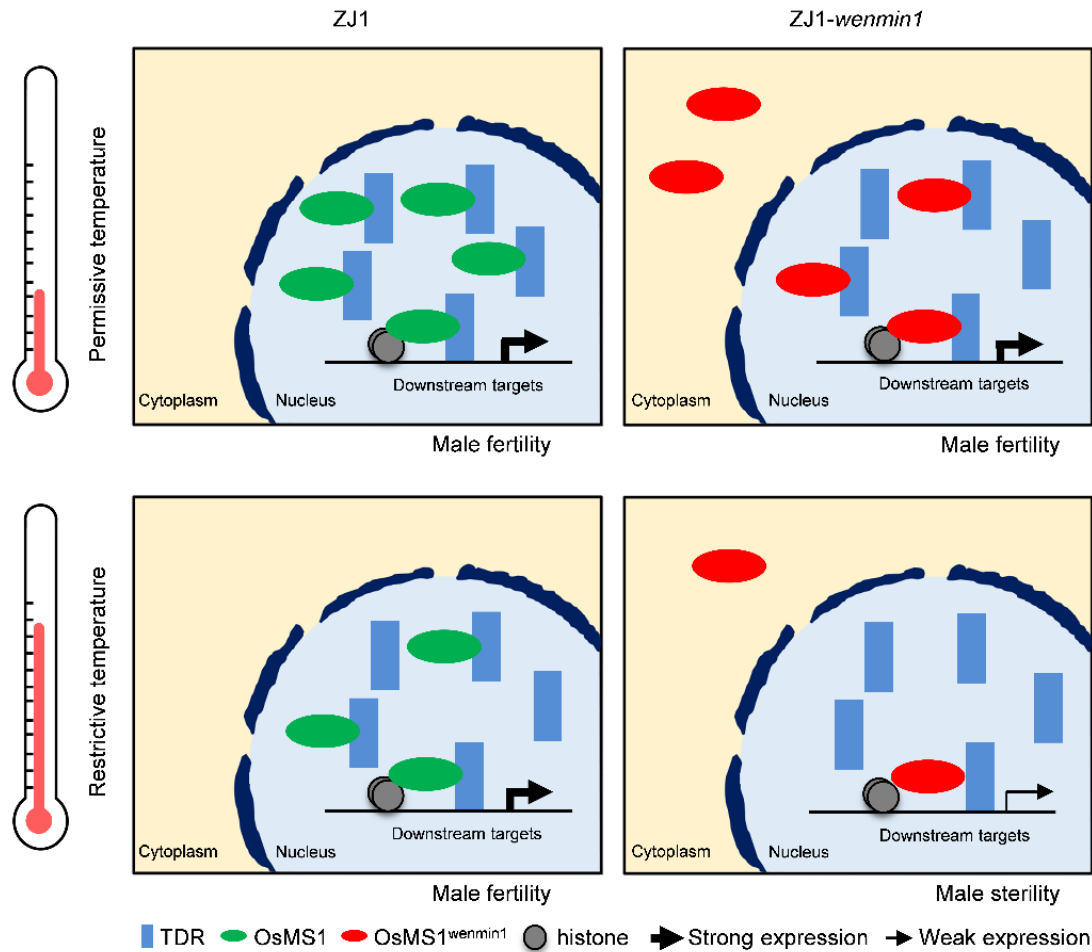 ZJ1
ZJ1-wenmin1
Permissive temperature
Downstream targets
Cytoplasm
Nucleus
Male fertility
Downstream targets
Cytoplasm
Nucleus
Male fertility
Restrictive temperature
Downstream targets
Cytoplasm
Nucleus
Male fertility
Downstream targets
Cytoplasm
Nucleus
Male sterility
TDR OsMS1 OsMS1wenmin1 histone Strong expression Weak expression